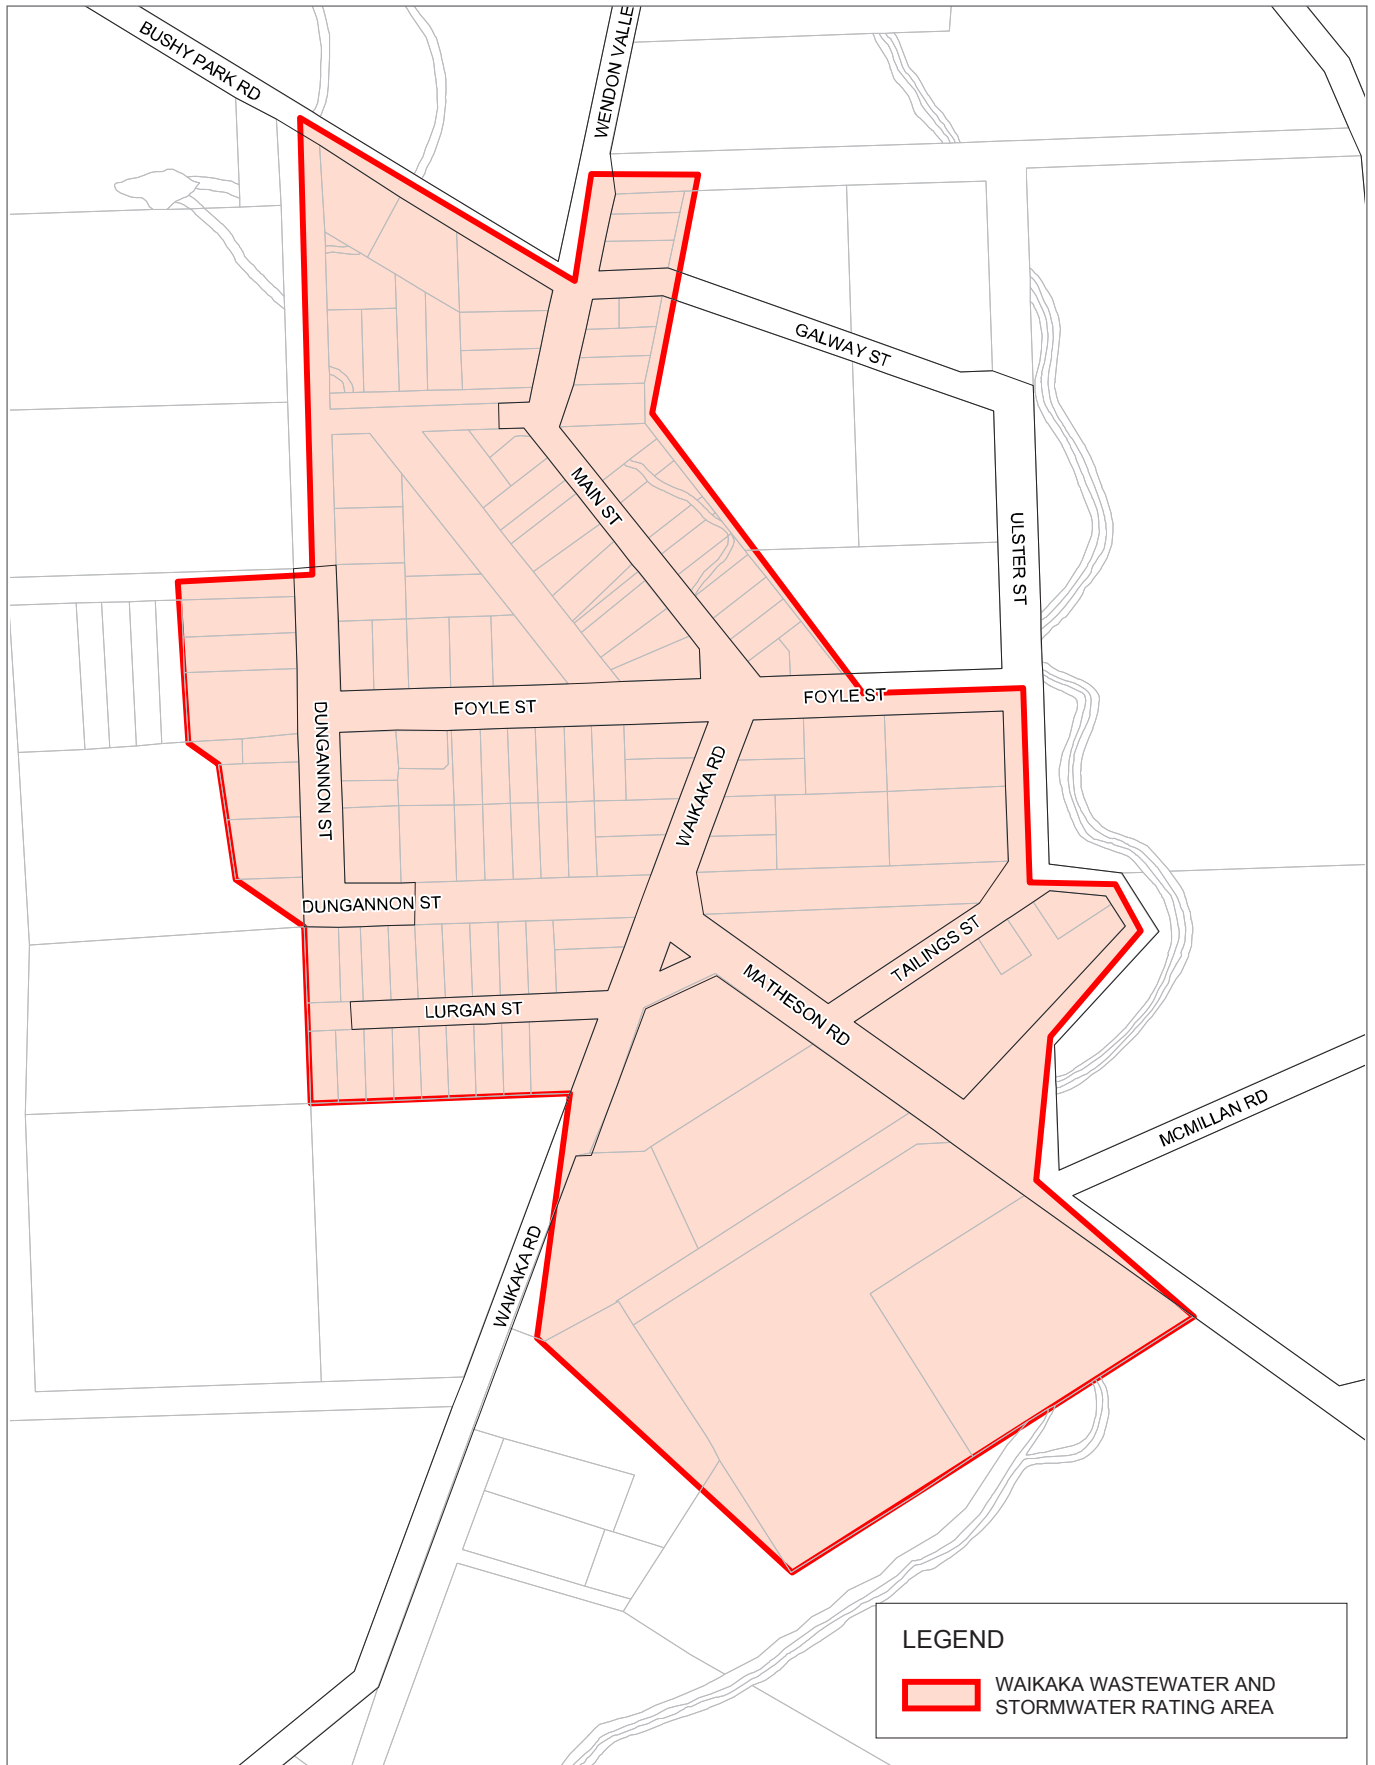 BUSHY PARK RD
WENDON VALLE
GALWAY ST
MAIN ST
ULSTER ST
FOYLE ST
FOYLE ST
DUNGANNON ST
WAIKAKA RD
DUNGANNON ST
TAILINGS ST
LURGAN ST
MATHESON RD
MCMILLAN RD
WAIKAKA RD
LEGEND
WAIKAKA WASTEWATER AND
STORMWATER RATING AREA